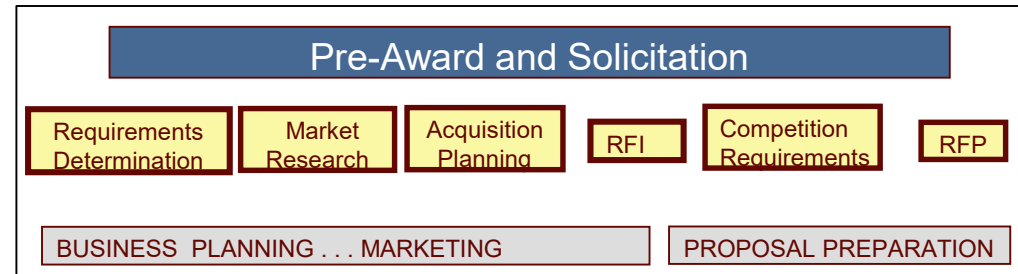 Pre-Award and Solicitation
Requirements
Determination
Market
Research
Acquisition
Planning
RFI
Competition
Requirements
RFP
BUSINESS PLANNING . . . MARKETING
PROPOSAL PREPARATION